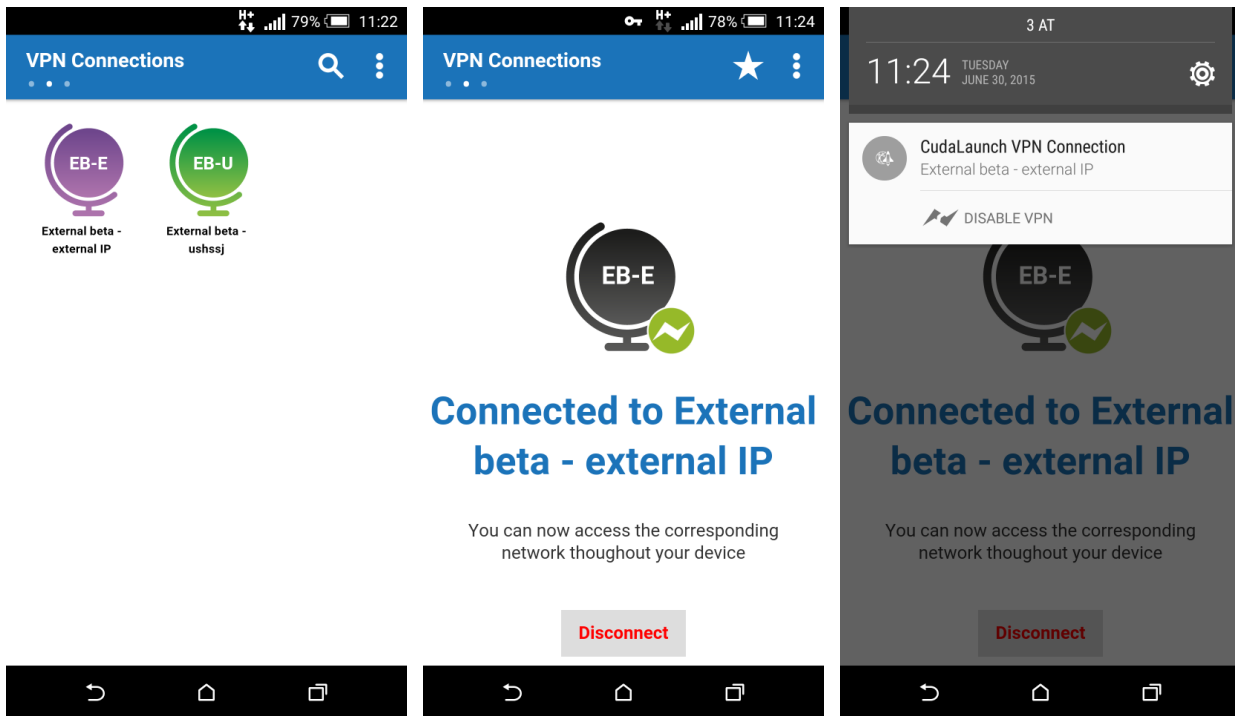 H+ 79% 11:22
VPN Connections
EB-E
EB-U
External beta -
external IP
External beta -
ushssj
H+ 78% 11:24
VPN Connections
EB-E
Connected to External
beta - external IP
You can now access the corresponding
network thoughout your device
Disconnect
3 AT
11:24
TUESDAY
JUNE 30, 2015
CudaLaunch VPN Connection
External beta - external IP
DISABLE VPN
EB-E
Connected to External
beta - external IP
You can now access the corresponding
network thoughout your device
Disconnect